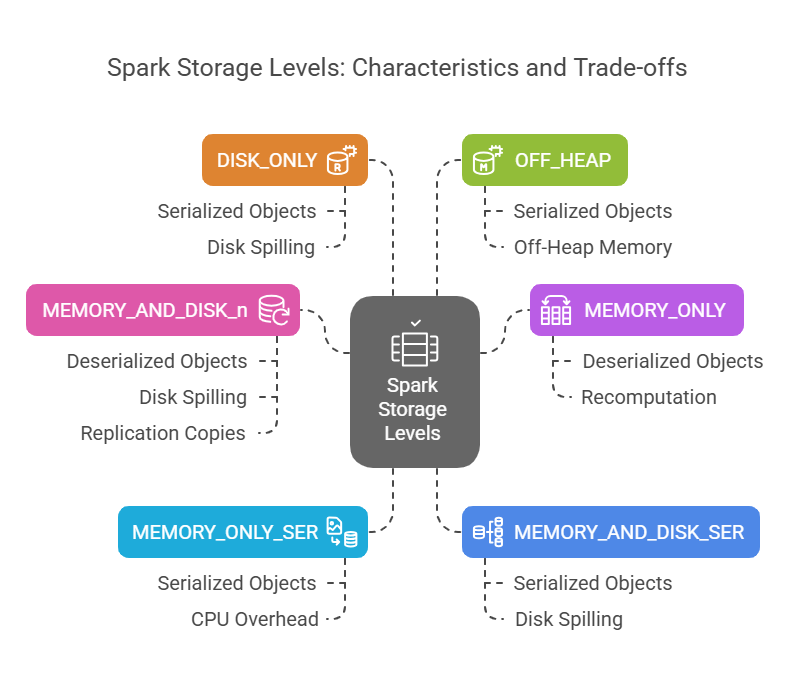 Spark Storage Levels: Characteristics and Trade-offs
DISK_ONLY
R
Serialized Objects
Disk Spilling
OFF_HEAP
M
Serialized Objects
Off-Heap Memory
MEMORY_AND_DISK_n
Deserialized Objects
Disk Spilling
Replication Copies
Spark
Storage
Levels
MEMORY_ONLY
Deserialized Objects
Recomputation
MEMORY_ONLY_SER
Serialized Objects
CPU Overhead
MEMORY_AND_DISK_SER
Serialized Objects
Disk Spilling